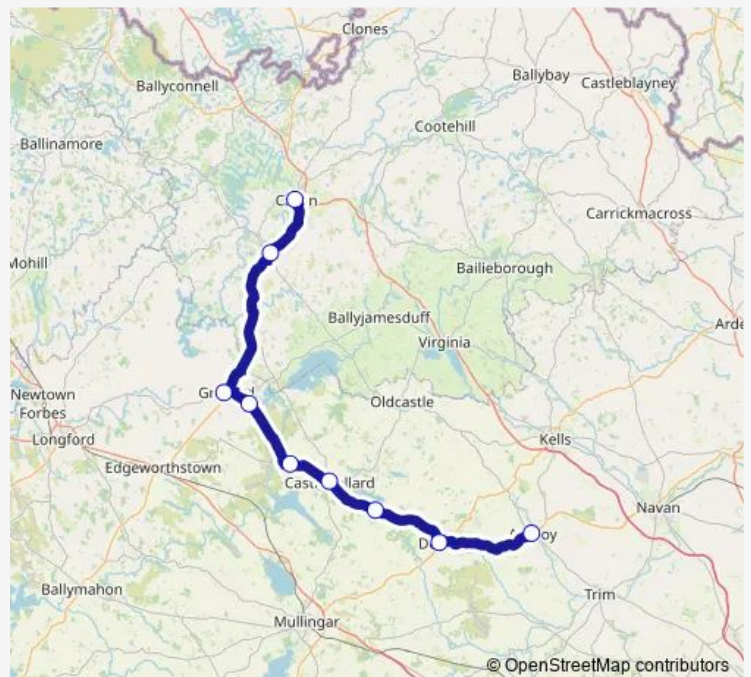 Clones
Ballyconnell
Ballybay
Castleblayney
Ballinamore
Cootehill
Carrickmacross
Mohill
Bailieborough
Ballyjamesduff
Virginia
Arde
Newtown
Forbes
Oldcastle
Longford
Kells
Edgeworthstown
Navan
Ballymahon
Trim
Mullingar
© OpenStreetMap contributors